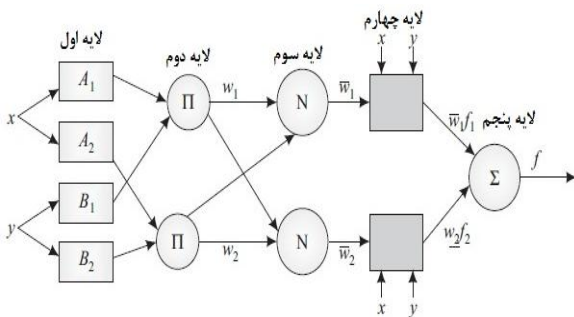 لایه اول
لایه دوم
لایه سوم
لایه چهارم
لایه پنجم
x y
A₁
A₂
B₁
B₂
x
y
Π
Π
w₁
w₂
N
N
w̅₁
w̅₂
x y
w̅₁f₁
w̲₂f₂
Σ
f